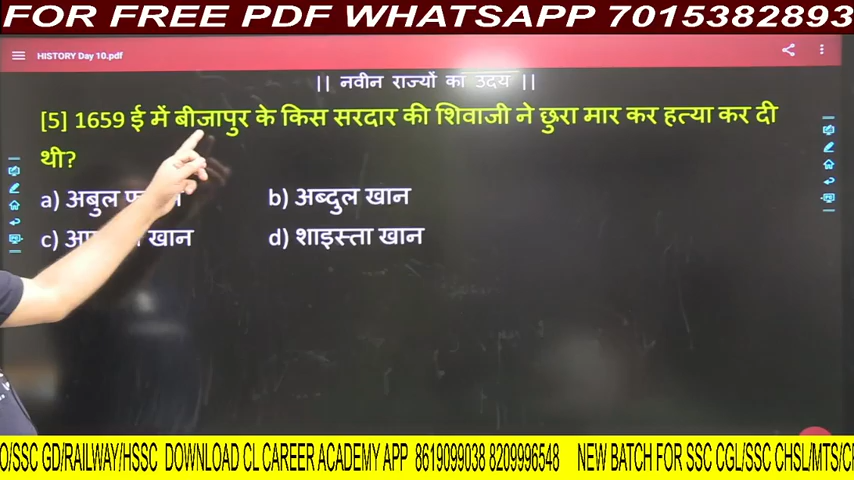 FOR FREE PDF WHATSAPP 7015382893
HISTORY Day 10.pdf
|| नवीन राज्यों का उदय ||
[5] 1659 ई में बीजापुर के किस सरदार की शिवाजी ने छुरा मार कर हत्या कर दी
थी?
a) अबुल
b) अब्दुल खान
c) खान
d) शाइस्ता खान
O/SSC GD/RAILWAY/HSSC DOWNLOAD CL CAREER ACADEMY APP 8619099038 8209996548 NEW BATCH FOR SSC CGL/SSC CHSL/MTS/